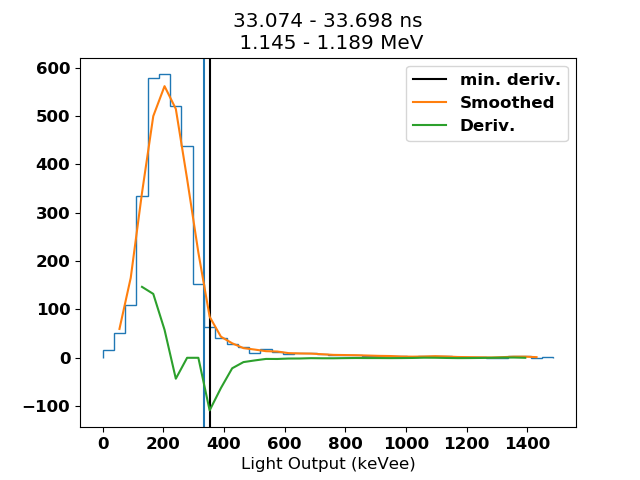 33.074 - 33.698 ns
1.145 - 1.189 MeV
min. deriv.
Smoothed
Deriv.
600
500
400
300
200
100
0
−100
0 200 400 600 800 1000 1200 1400
Light Output (keVee)